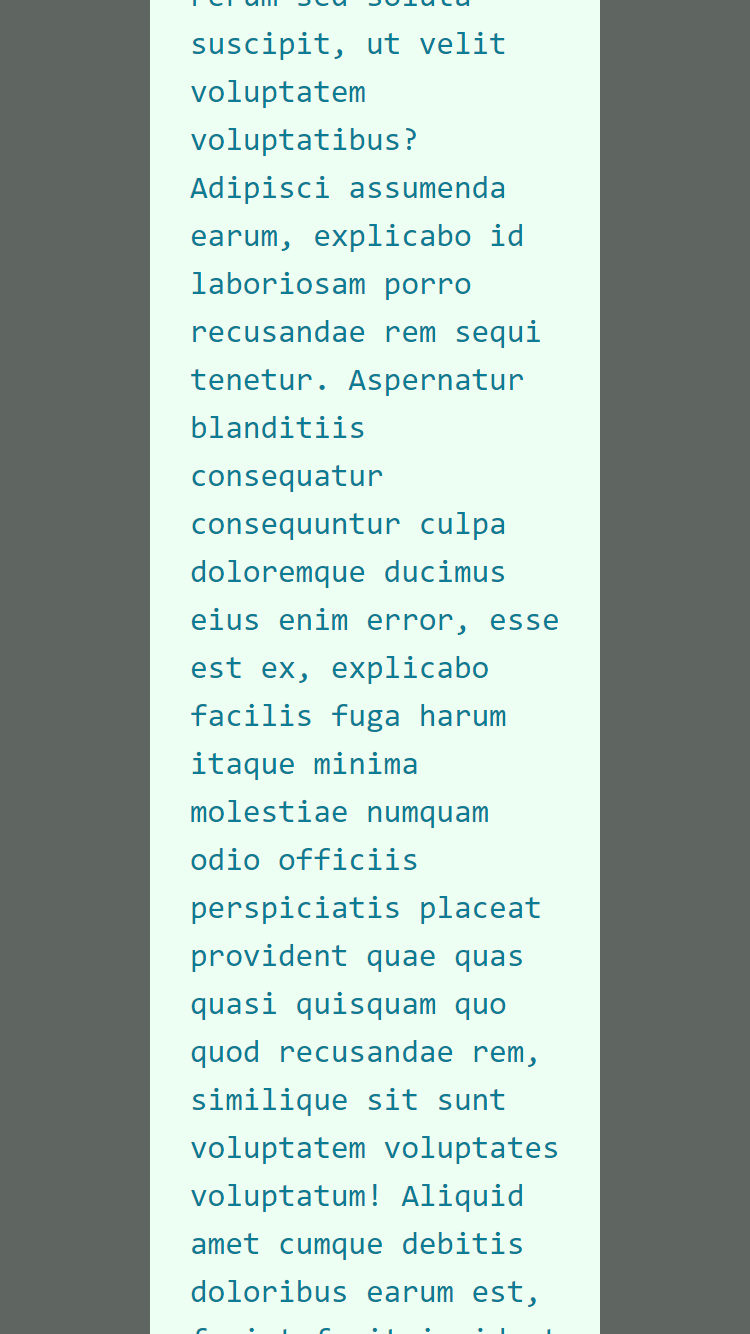 rerum sed soluta
suscipit, ut velit
voluptatem
voluptatibus?
Adipisci assumenda
earum, explicabo id
laboriosam porro
recusandae rem sequi
tenetur. Aspernatur
blanditiis
consequatur
consequuntur culpa
doloremque ducimus
eius enim error, esse
est ex, explicabo
facilis fuga harum
itaque minima
molestiae numquam
odio officiis
perspiciatis placeat
provident quae quas
quasi quisquam quo
quod recusandae rem,
similique sit sunt
voluptatem voluptates
voluptatum! Aliquid
amet cumque debitis
doloribus earum est,